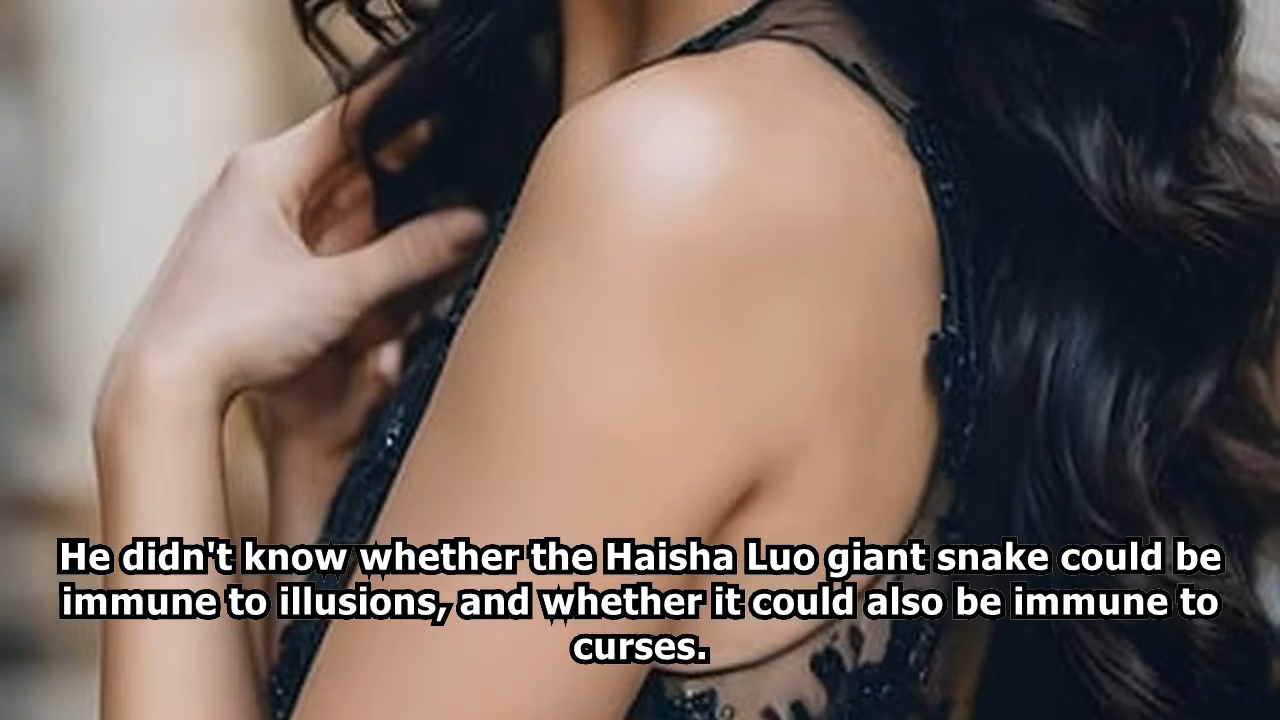 He didn't know whether the Haisha Luo giant snake could be
immune to illusions, and whether it could also be immune to
curses.